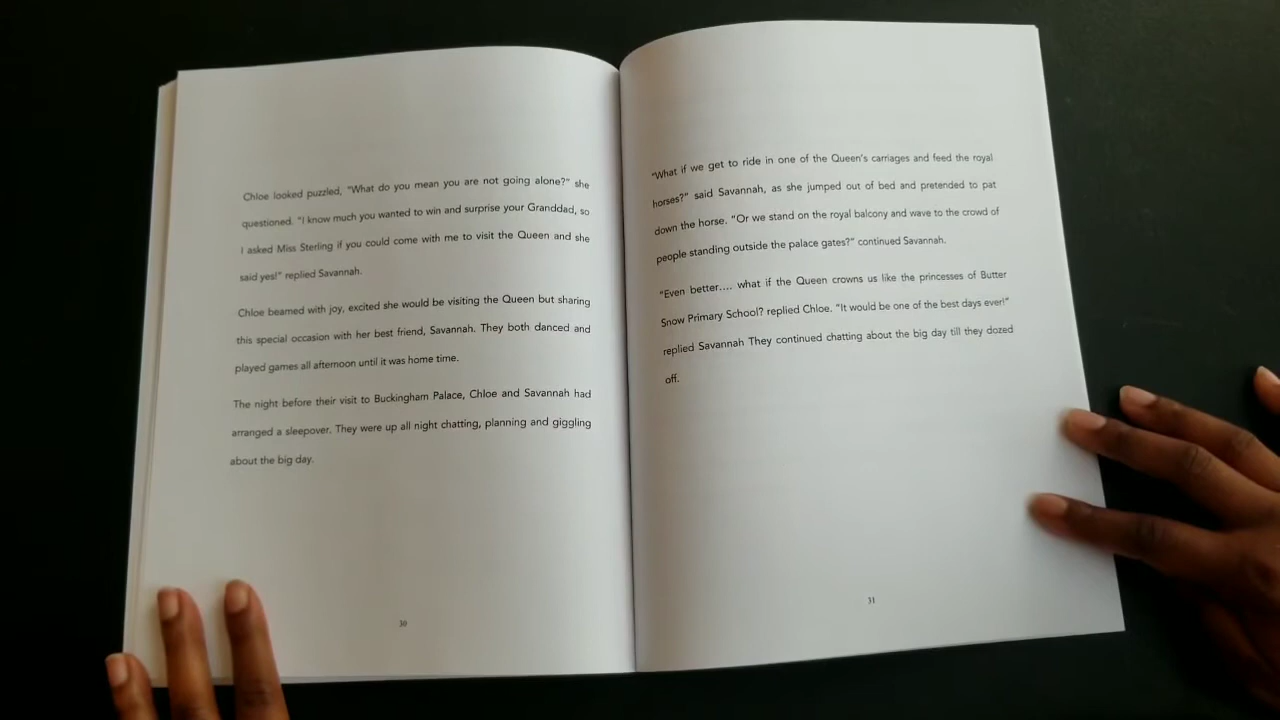 Chloe looked puzzled, "What do you mean you are not going alone?" she
questioned. "I know much you wanted to win and surprise your Granddad, so
I asked Miss Sterling if you could come with me to visit the Queen and she
said yes!" replied Savannah.
Chloe beamed with joy, excited she would be visiting the Queen but sharing
this special occasion with her best friend, Savannah. They both danced and
played games all afternoon until it was home time.
The night before their visit to Buckingham Palace, Chloe and Savannah had
arranged a sleepover. They were up all night chatting, planning and giggling
about the big day.
30
"What if we get to ride in one of the Queen's carriages and feed the royal
horses?" said Savannah, as she jumped out of bed and pretended to pat
down the horse. "Or we stand on the royal balcony and wave to the crowd of
people standing outside the palace gates?" continued Savannah.
"Even better.... what if the Queen crowns us like the princesses of Butter
Snow Primary School? replied Chloe. "It would be one of the best days ever!"
replied Savannah They continued chatting about the big day till they dozed
off.
31